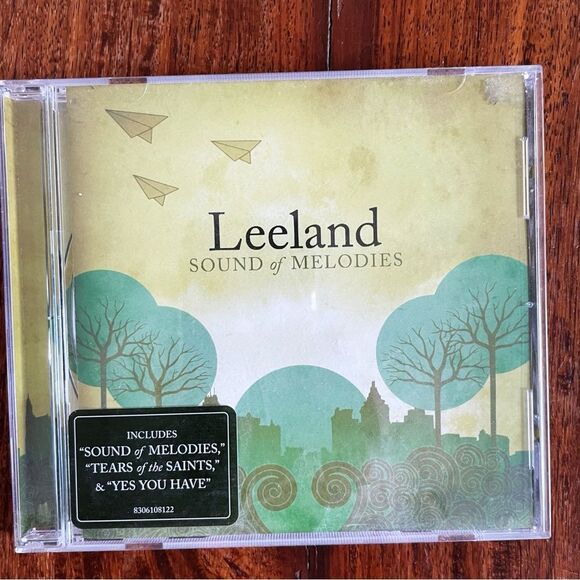 Leeland
SOUND of MELODIES
INCLUDES
“SOUND of MELODIES,”
“TEARS of the SAINTS,”
& “YES YOU HAVE”
8306108122